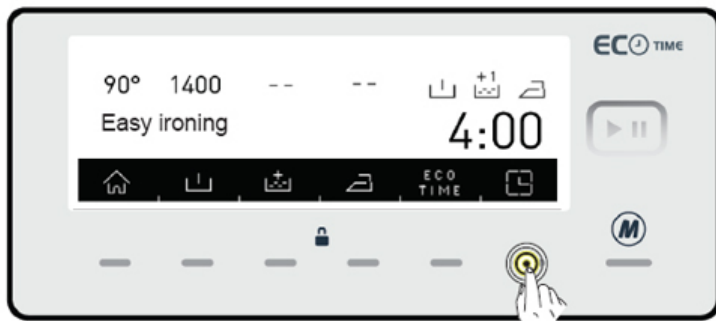 ECO TIME
90° 1400 -- --
+1
Easy ironing
4:00
ECO
TIME
M